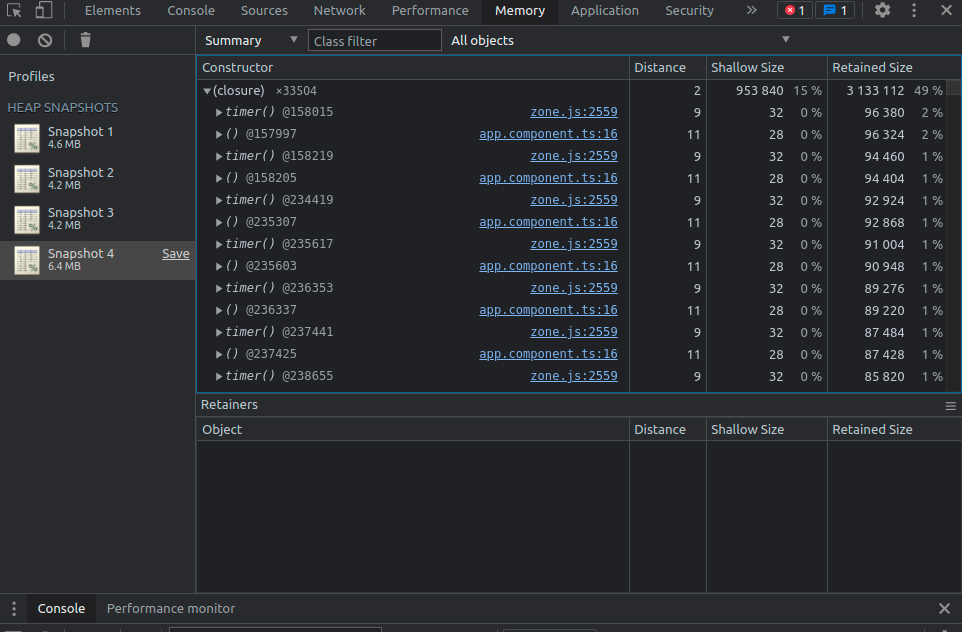 Elements Console Sources Network Performance Memory Application Security » 1 1
Summary ▼ Class filter All objects ▼
Profiles
HEAP SNAPSHOTS
Snapshot 1
4.6 MB
Snapshot 2
4.2 MB
Snapshot 3
4.2 MB
Snapshot 4 Save
6.4 MB
Constructor Distance Shallow Size Retained Size
▼(closure) ×33504 2 953 840 15 % 3 133 112 49 %
▶timer() @158015 zone.js:2559 9 32 0 % 96 380 2 %
▶() @157997 app.component.ts:16 11 28 0 % 96 324 2 %
▶timer() @158219 zone.js:2559 9 32 0 % 94 460 1 %
▶() @158205 app.component.ts:16 11 28 0 % 94 404 1 %
▶timer() @234419 zone.js:2559 9 32 0 % 92 924 1 %
▶() @235307 app.component.ts:16 11 28 0 % 92 868 1 %
▶timer() @235617 zone.js:2559 9 32 0 % 91 004 1 %
▶() @235603 app.component.ts:16 11 28 0 % 90 948 1 %
▶timer() @236353 zone.js:2559 9 32 0 % 89 276 1 %
▶() @236337 app.component.ts:16 11 28 0 % 89 220 1 %
▶timer() @237441 zone.js:2559 9 32 0 % 87 484 1 %
▶() @237425 app.component.ts:16 11 28 0 % 87 428 1 %
▶timer() @238655 zone.js:2559 9 32 0 % 85 820 1 %
Retainers
Object Distance Shallow Size Retained Size
Console Performance monitor